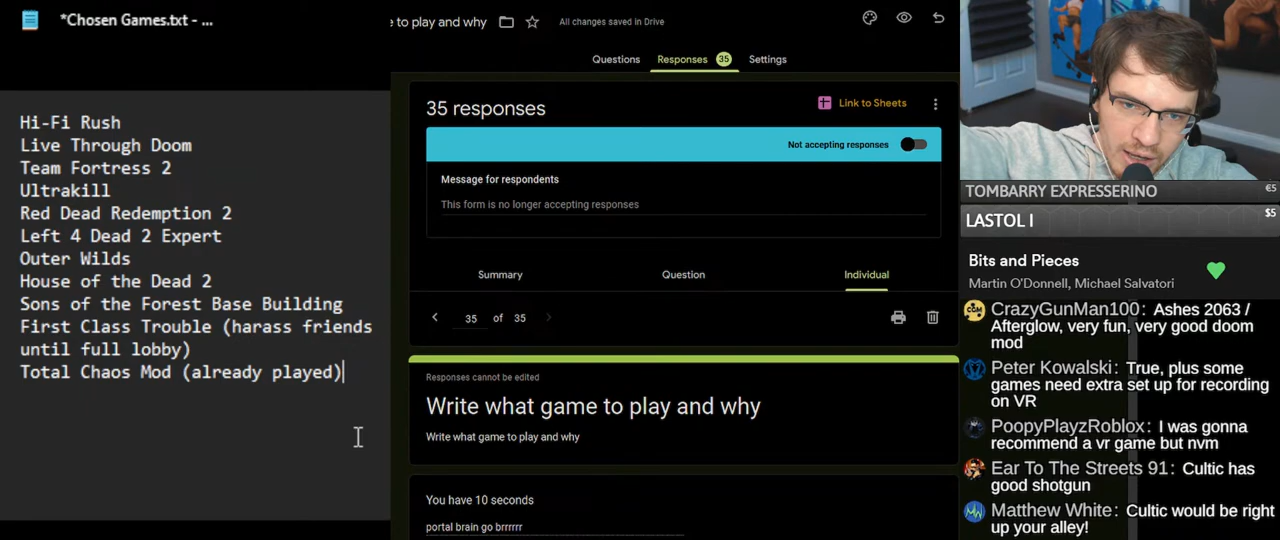 *Chosen Games.txt - ...
Hi-Fi Rush
Live Through Doom
Team Fortress 2
Ultrakill
Red Dead Redemption 2
Left 4 Dead 2 Expert
Outer Wilds
House of the Dead 2
Sons of the Forest Base Building
First Class Trouble (harass friends
until full lobby)
Total Chaos Mod (already played)
e to play and why
All changes saved in Drive
Questions
Responses 35
Settings
35 responses
Link to Sheets
Not accepting responses
Message for respondents
This form is no longer accepting responses
Summary
Question
Individual
35 of 35
Responses cannot be edited
Write what game to play and why
Write what game to play and why
You have 10 seconds
portal brain go brrrrrr
TOMBARRY EXPRESSERINO €5
LASTOL I $5
Bits and Pieces
Martin O'Donnell, Michael Salvatori
CrazyGunMan100: Ashes 2063 /
Afterglow, very fun, very good doom
mod
Peter Kowalski: True, plus some
games need extra set up for recording
on VR
PoopyPlayzRoblox: I was gonna
recommend a vr game but nvm
Ear To The Streets 91: Cultic has
good shotgun
Matthew White: Cultic would be right
up your alley!